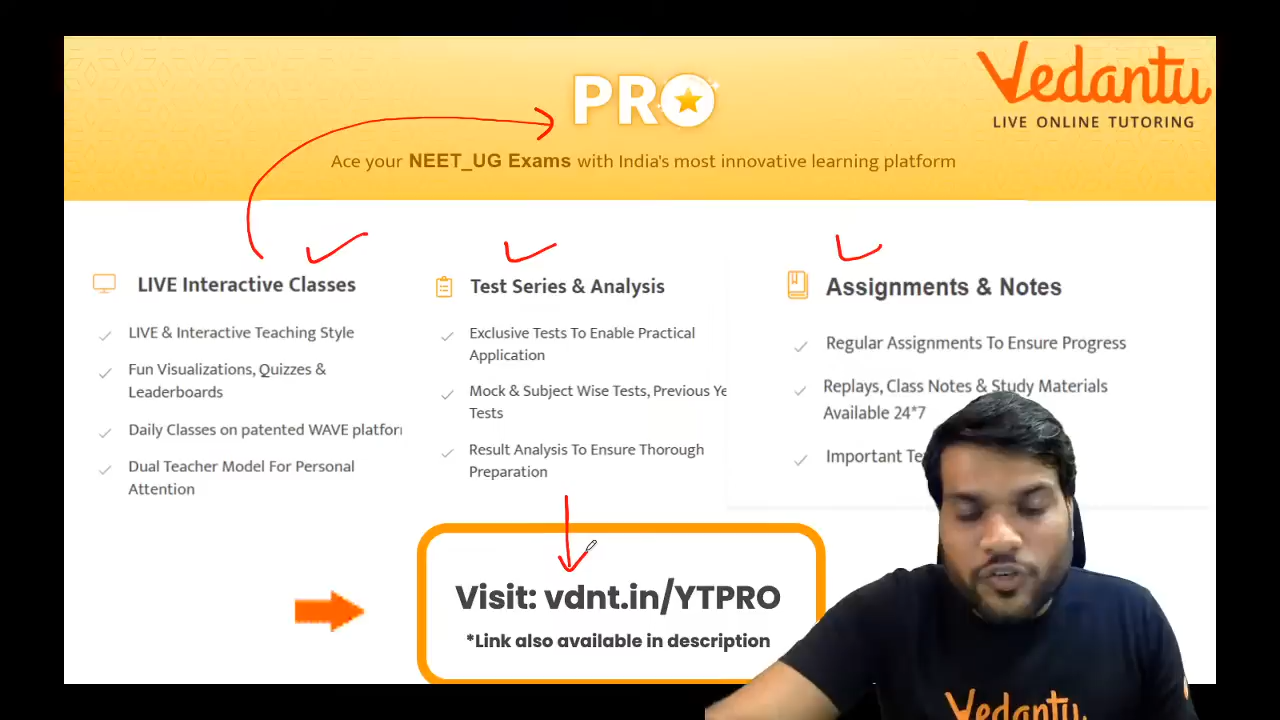 PRO
Vedantu
LIVE ONLINE TUTORING
Ace your NEET_UG Exams with India's most innovative learning platform
LIVE Interactive Classes
LIVE & Interactive Teaching Style
Fun Visualizations, Quizzes &
Leaderboards
Daily Classes on patented WAVE
Dual Teacher Model For Personal
Attention
Test Series & Analysis
Exclusive Tests To Enable Practical
Application
Mock & Subject Wise Tests, Previous
Tests
Result Analysis To Ensure Thorough
Preparation
Assignments & Notes
Regular Assignments To Ensure Progress
Replays, Class Notes & Study Materials
Available 24*7
Important
Visit: vdnt.in/YTPRO
*Link also available in description
Vedantu